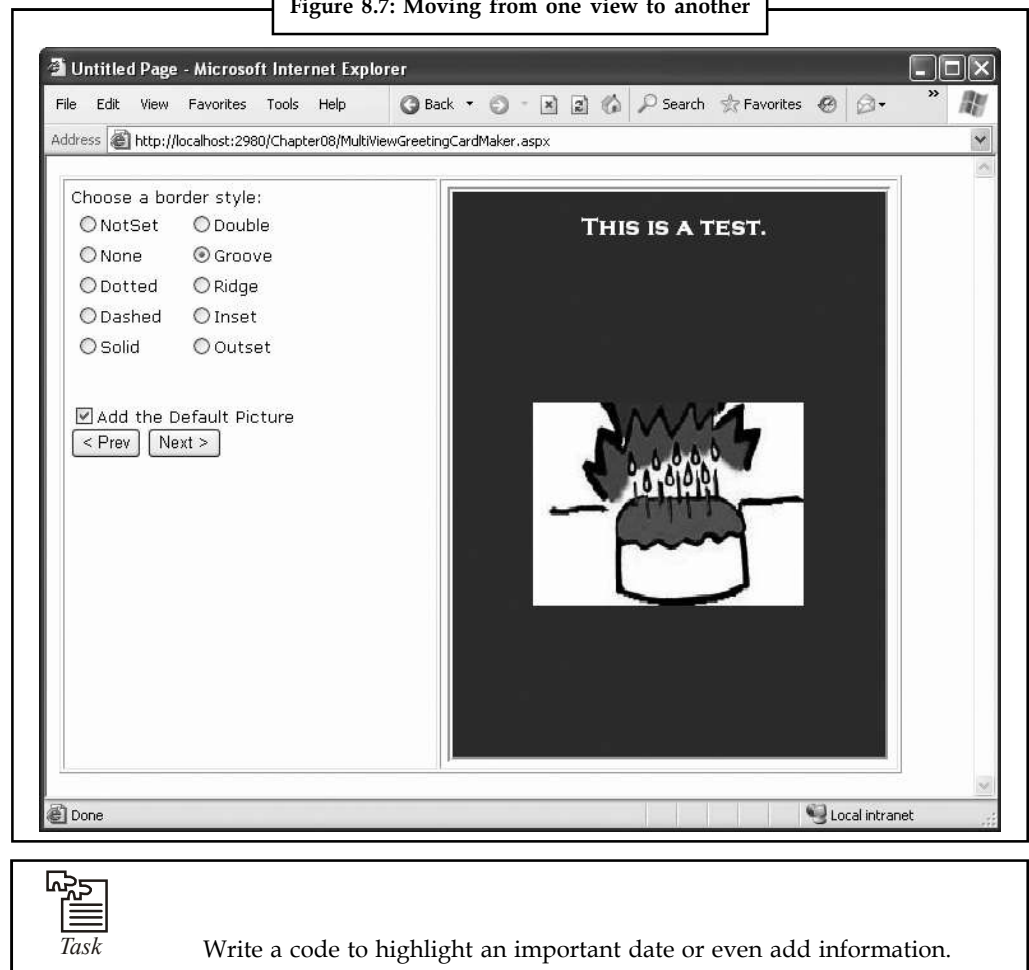 Figure 8.7: Moving from one view to another
Untitled Page - Microsoft Internet Explorer
File Edit View Favorites Tools Help Back Search Favorites »
Address http://localhost:2980/Chapter08/MultiViewGreetingCardMaker.aspx
Choose a border style:
NotSet Double
None Groove
Dotted Ridge
Dashed Inset
Solid Outset
Add the Default Picture
< Prev Next >
THIS IS A TEST.
Done Local intranet
Task Write a code to highlight an important date or even add information.